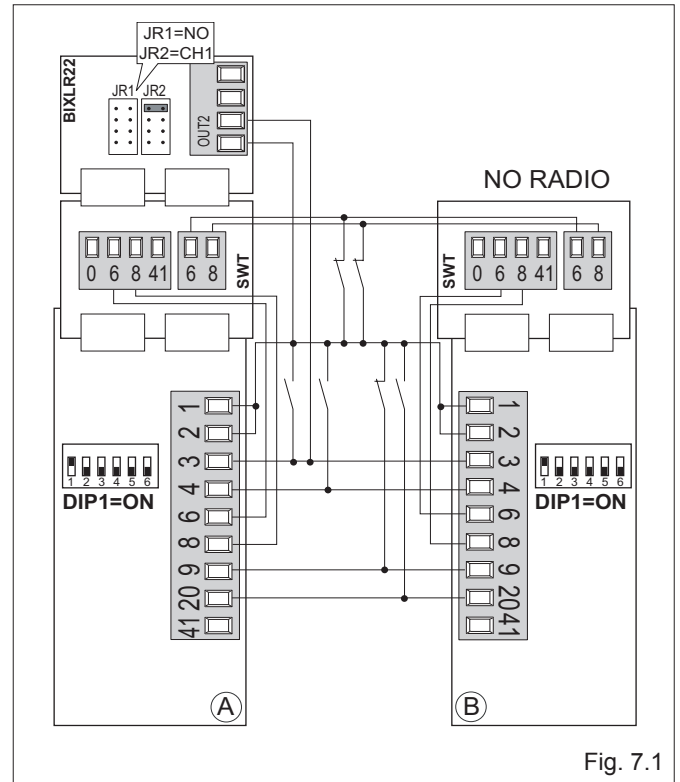 JR1=NO
JR2=CH1
BIXLR22
JR1 JR2
OUT2
NO RADIO
0 6 8 41 6 8
SWT
SWT
0 6 8 41 6 8
1
2
3
4
6
8
9
20
41
1 2 3 4 5 6
DIP1=ON
A
1
2
3
4
6
8
9
20
41
1 2 3 4 5 6
DIP1=ON
B
Fig. 7.1